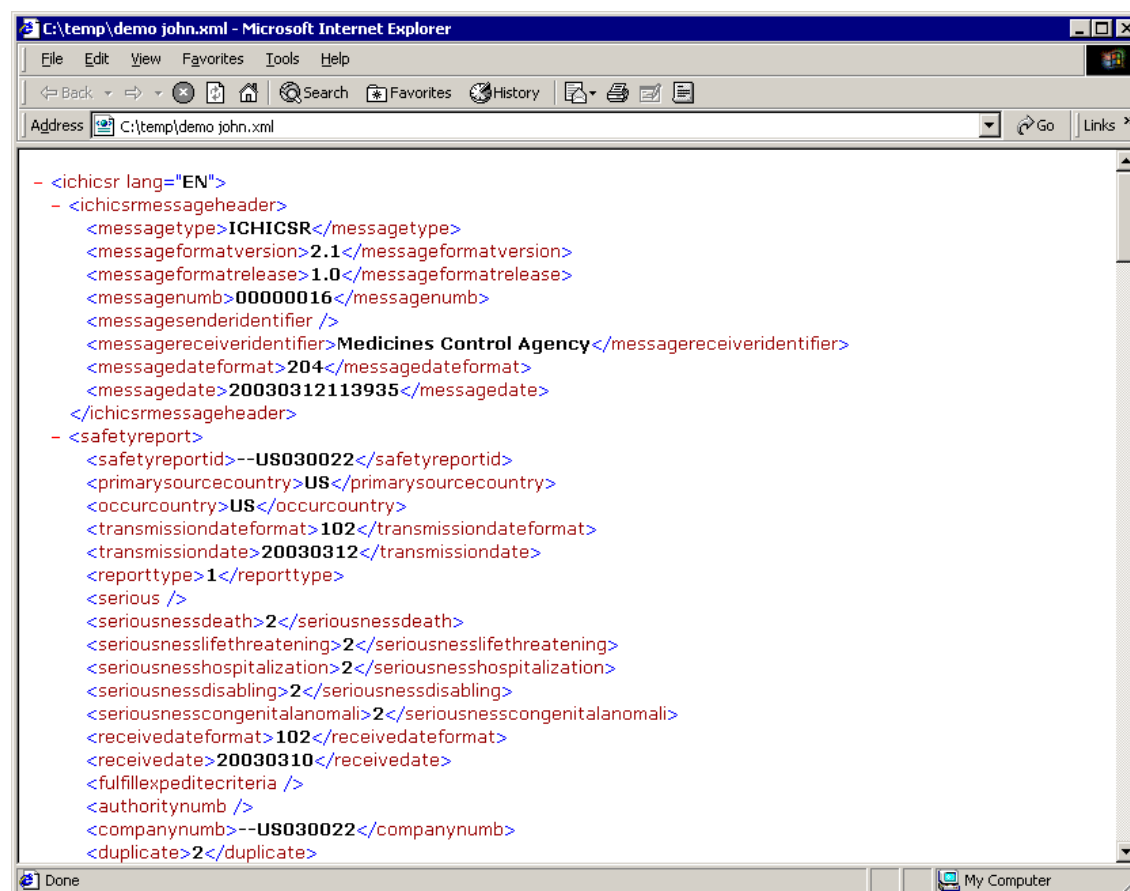 C:\temp\demo john.xml - Microsoft Internet Explorer
File Edit View Favorites Tools Help
Back Search Favorites History
Address C:\temp\demo john.xml Go Links »
- <ichicsr lang="EN">
- <ichicsrmessageheader>
<messagetype>ICHICSR</messagetype>
<messageformatversion>2.1</messageformatversion>
<messageformatrelease>1.0</messageformatrelease>
<messagenumb>00000016</messagenumb>
<messagesenderidentifier />
<messagereceiveridentifier>Medicines Control Agency</messagereceiveridentifier>
<messagedateformat>204</messagedateformat>
<messagedate>20030312113935</messagedate>
</ichicsrmessageheader>
- <safetyreport>
<safetyreportid>--US030022</safetyreportid>
<primarysourcecountry>US</primarysourcecountry>
<occurcountry>US</occurcountry>
<transmissiondateformat>102</transmissiondateformat>
<transmissiondate>20030312</transmissiondate>
<reporttype>1</reporttype>
<serious />
<seriousnessdeath>2</seriousnessdeath>
<seriousnesslifethreatening>2</seriousnesslifethreatening>
<seriousnesshospitalization>2</seriousnesshospitalization>
<seriousnessdisabling>2</seriousnessdisabling>
<seriousnesscongenitalanomali>2</seriousnesscongenitalanomali>
<receivedateformat>102</receivedateformat>
<receivedate>20030310</receivedate>
<fulfillexpeditecriteria />
<authoritynumb />
<companynumb>--US030022</companynumb>
<duplicate>2</duplicate>
Done My Computer